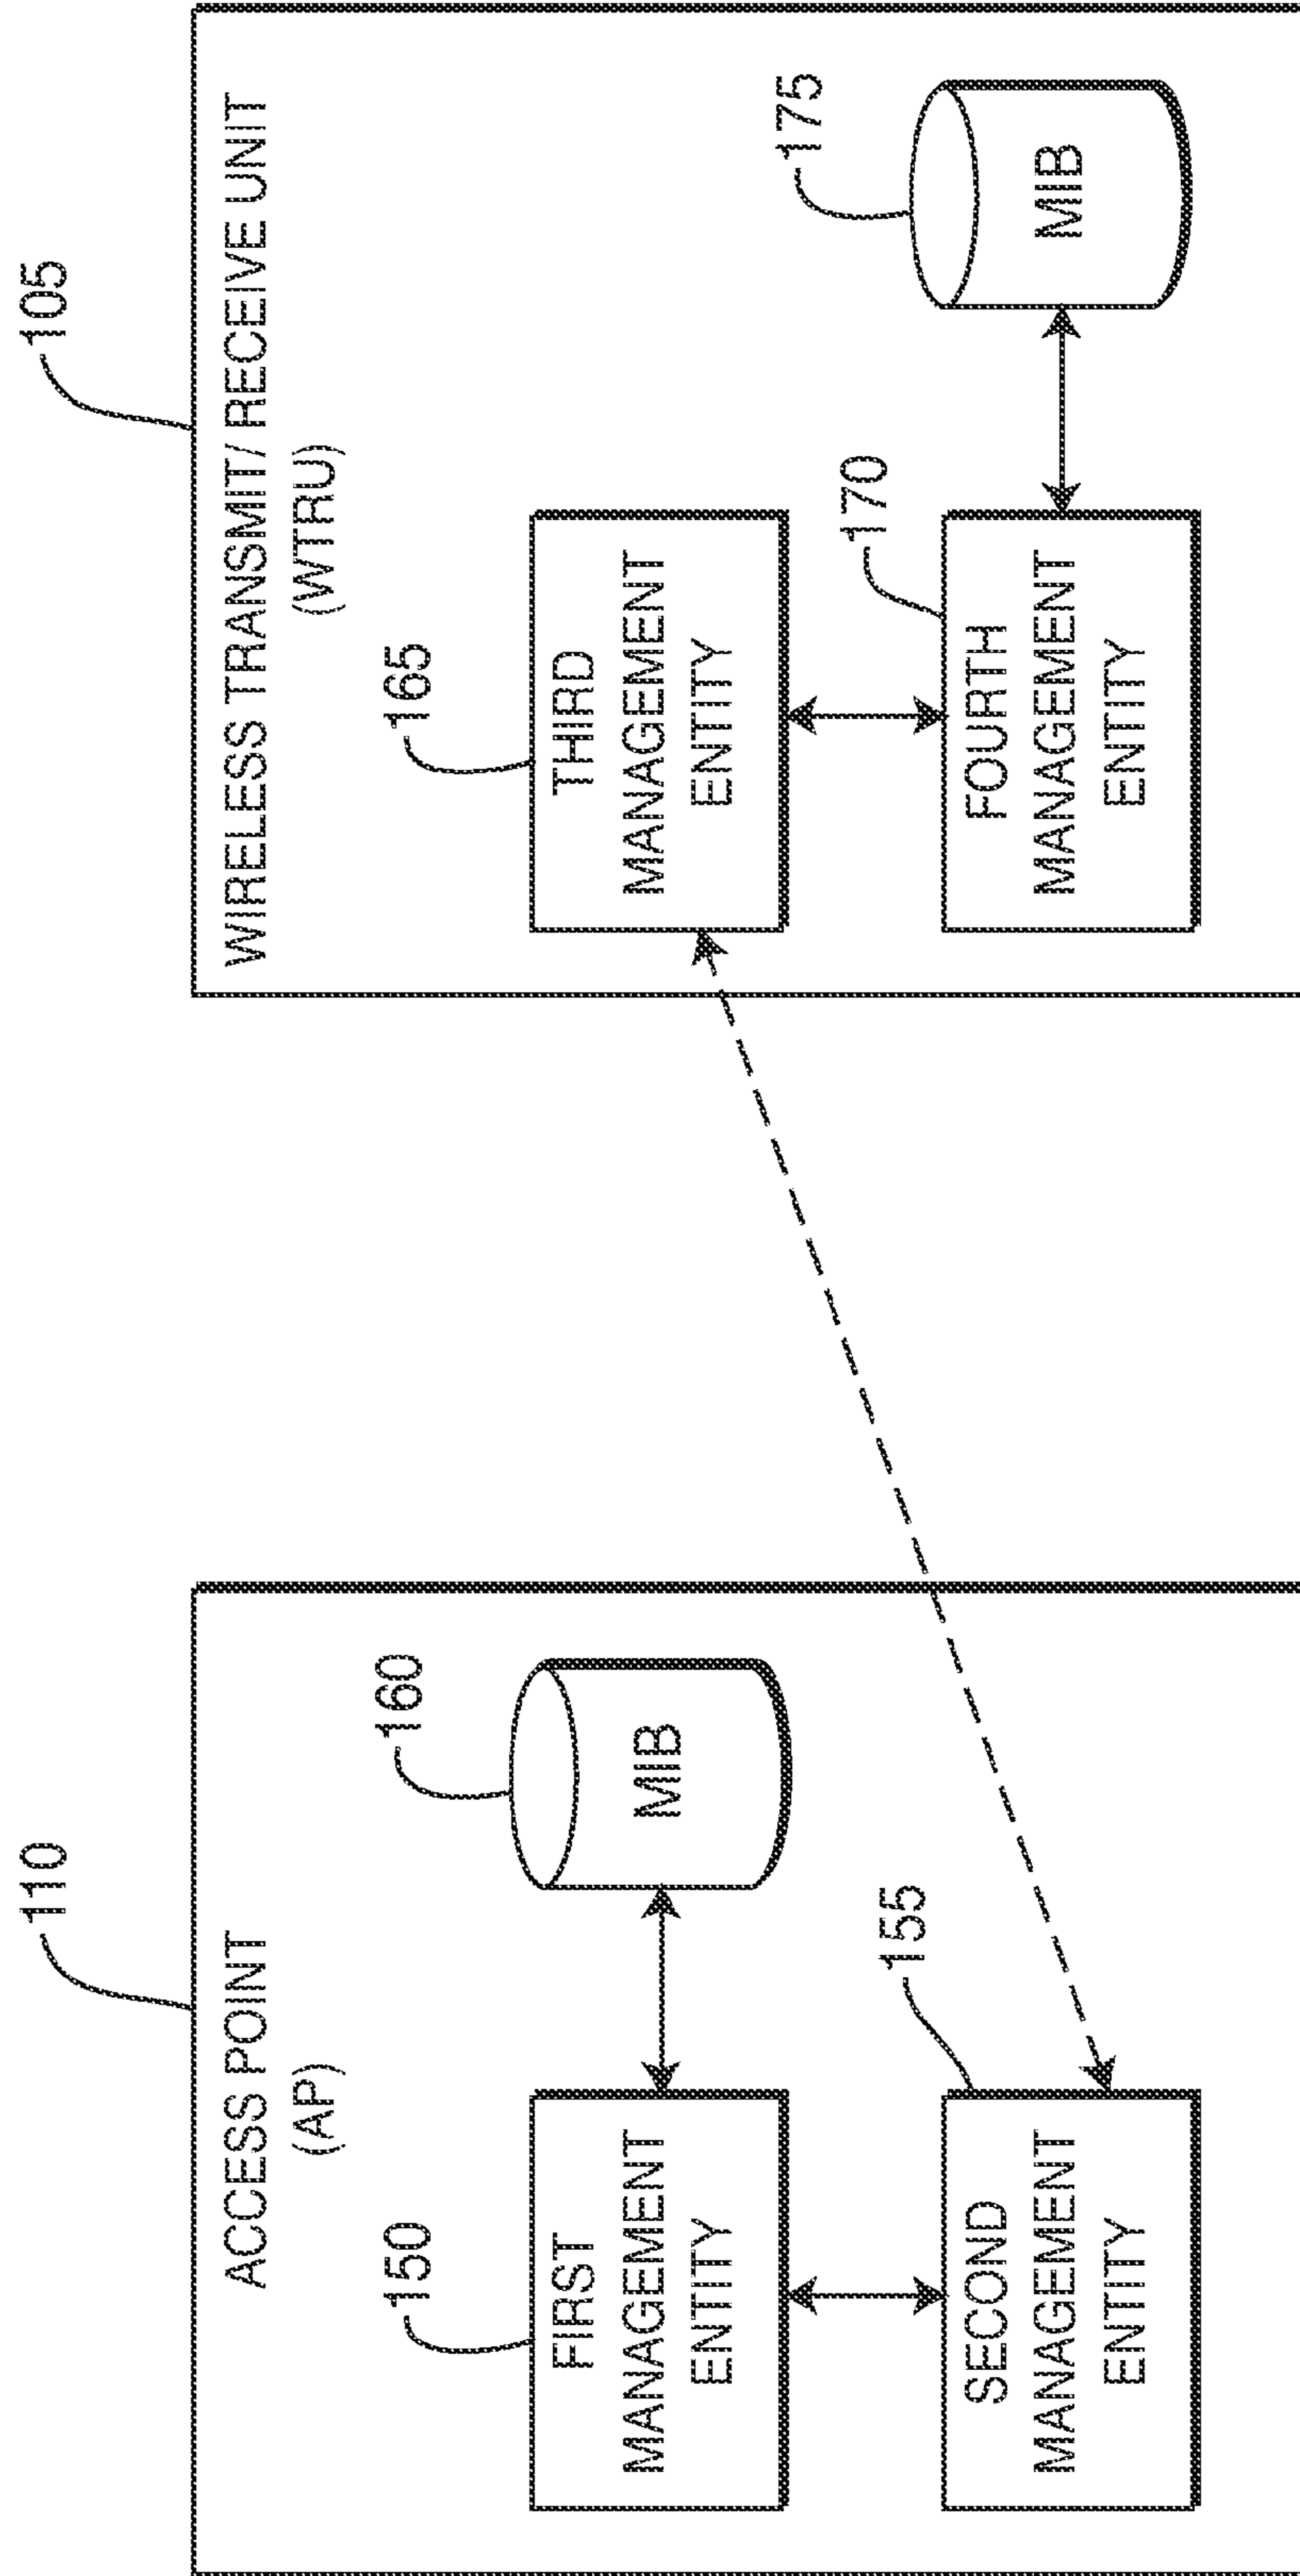 110
ACCESS POINT
(AP)
150
FIRST
MANAGEMENT
ENTITY
160
MIB
155
SECOND
MANAGEMENT
ENTITY
105
WIRELESS TRANSMIT/ RECEIVE UNIT
(WTRU)
165
THIRD
MANAGEMENT
ENTITY
170
FOURTH
MANAGEMENT
ENTITY
175
MIB